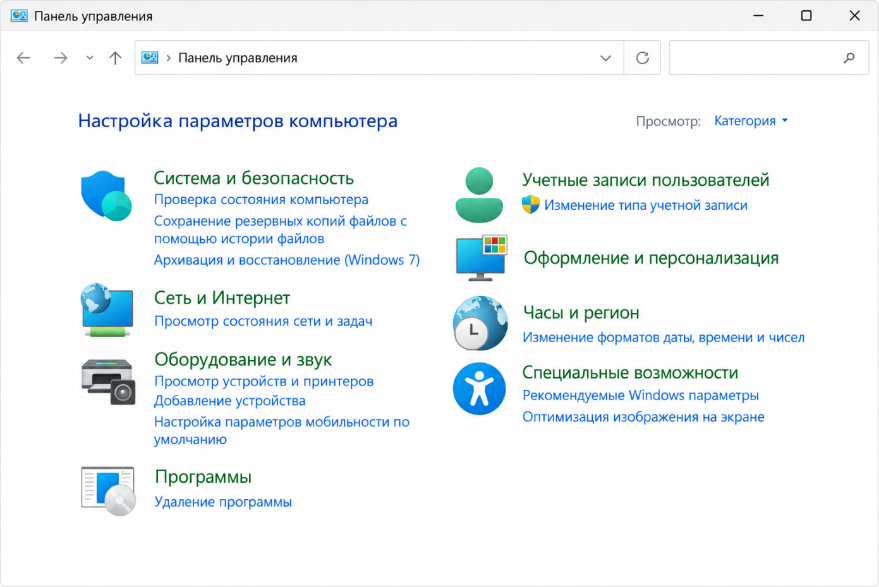 Панель управления
Панель управления
Настройка параметров компьютера
Просмотр: Категория
Система и безопасность
Проверка состояния компьютера
Сохранение резервных копий файлов с
помощью истории файлов
Архивация и восстановление (Windows 7)
Сеть и Интернет
Просмотр состояния сети и задач
Оборудование и звук
Просмотр устройств и принтеров
Добавление устройства
Настройка параметров мобильности по
умолчанию
Программы
Удаление программы
Учетные записи пользователей
Изменение типа учетной записи
Оформление и персонализация
Часы и регион
Изменение форматов даты, времени и чисел
Специальные возможности
Рекомендуемые Windows параметры
Оптимизация изображения на экране